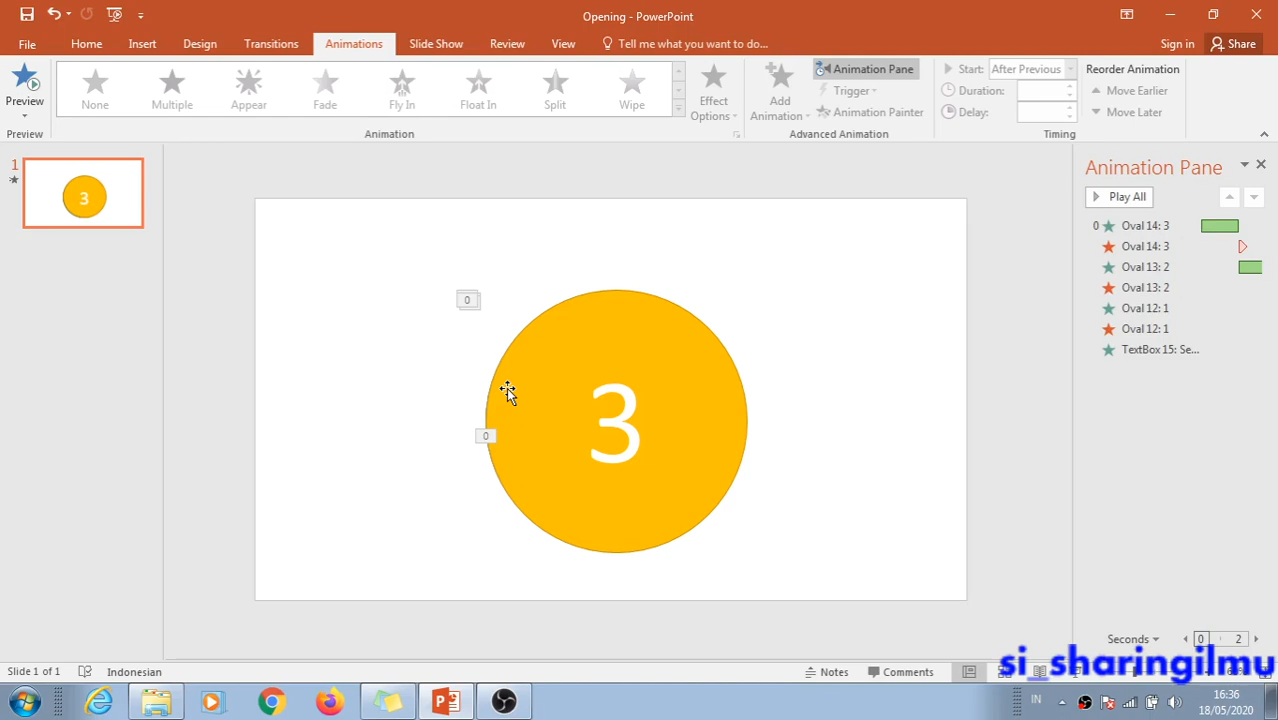 Opening - PowerPoint
File Home Insert Design Transitions Animations Slide Show Review View Tell me what you want to do... Sign in Share
Preview
None Multiple Appear Fade Fly In Float In Split Wipe
Effect Options
Add Animation
Animation Pane
Trigger
Animation Painter
Start: After Previous
Duration:
Delay:
Reorder Animation
Move Earlier
Move Later
Preview Animation Advanced Animation Timing
1
3
0
0
3
Animation Pane
Play All
0 Oval 14: 3
Oval 14: 3
Oval 13: 2
Oval 13: 2
Oval 12: 1
Oval 12: 1
TextBox 15: Se...
Seconds 0 2
si_sharingilmu
Slide 1 of 1 Indonesian Notes Comments
IN 16:36
18/05/2020